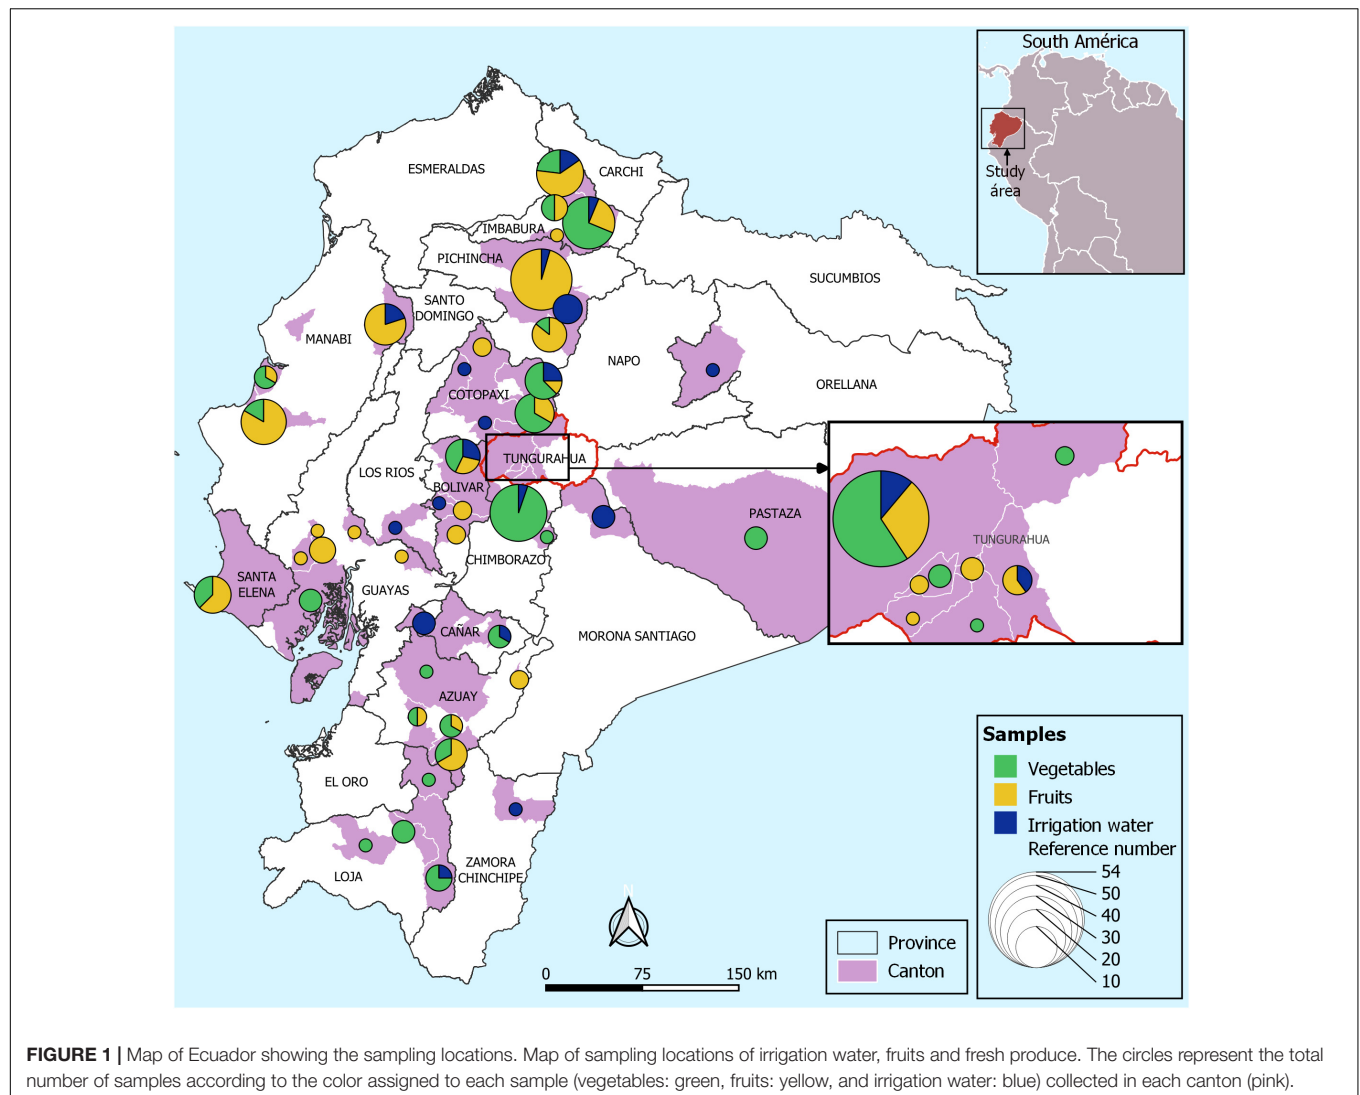 South América
Study
área
ESMERALDAS
CARCHI
IMBABURA
PICHINCHA
SUCUMBIOS
SANTO
DOMINGO
MANABI
NAPO
ORELLANA
COTOPAXI
TUNGURAHUA
LOS RIOS
BOLIVAR
PASTAZA
TUNGURAHUA
CHIMBORAZO
SANTA
ELENA
GUAYAS
CAÑAR
MORONA SANTIAGO
AZUAY
EL ORO
ZAMORA
CHINCHIPE
LOJA
N
0 75 150 km
Province
Canton
Samples
Vegetables
Fruits
Irrigation water
Reference number
54
50
40
30
20
10
FIGURE 1 | Map of Ecuador showing the sampling locations. Map of sampling locations of irrigation water, fruits and fresh produce. The circles represent the total
number of samples according to the color assigned to each sample (vegetables: green, fruits: yellow, and irrigation water: blue) collected in each canton (pink).